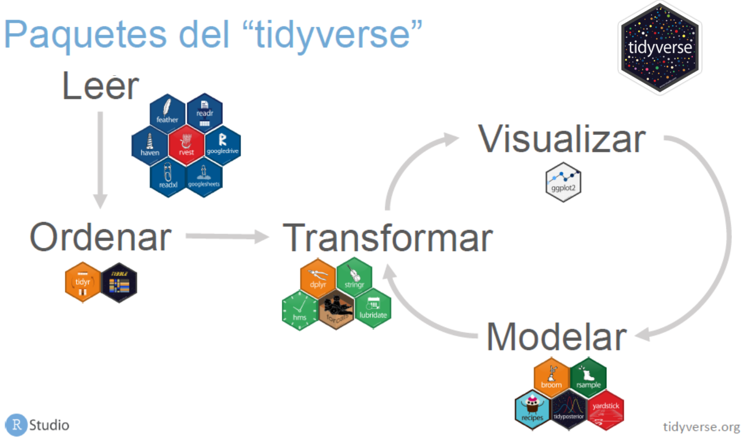 Paquetes del “tidyverse”
tidyverse
Leer
feather
readr
haven
rvest
googledrive
readxl
googlesheets
Visualizar
ggplot2
Ordenar
tidyr
Transformar
dplyr
stringr
hms
lubridate
Modelar
broom
rsample
recipes
tidyposterior
yardstick
R Studio
tidyverse.org